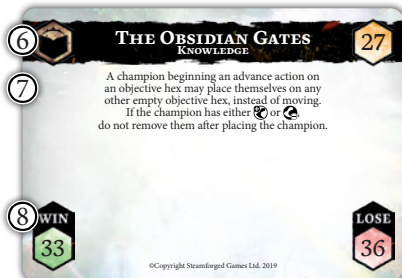 6
THE OBSIDIAN GATES
KNOWLEDGE
27
7
A champion beginning an advance action on
an objective hex may place themselves on any
other empty objective hex, instead of moving.
If the champion has either or ,
do not remove them after placing the champion.
8
WIN
33
LOSE
36
©Copyright Steamforged Games Ltd. 2019